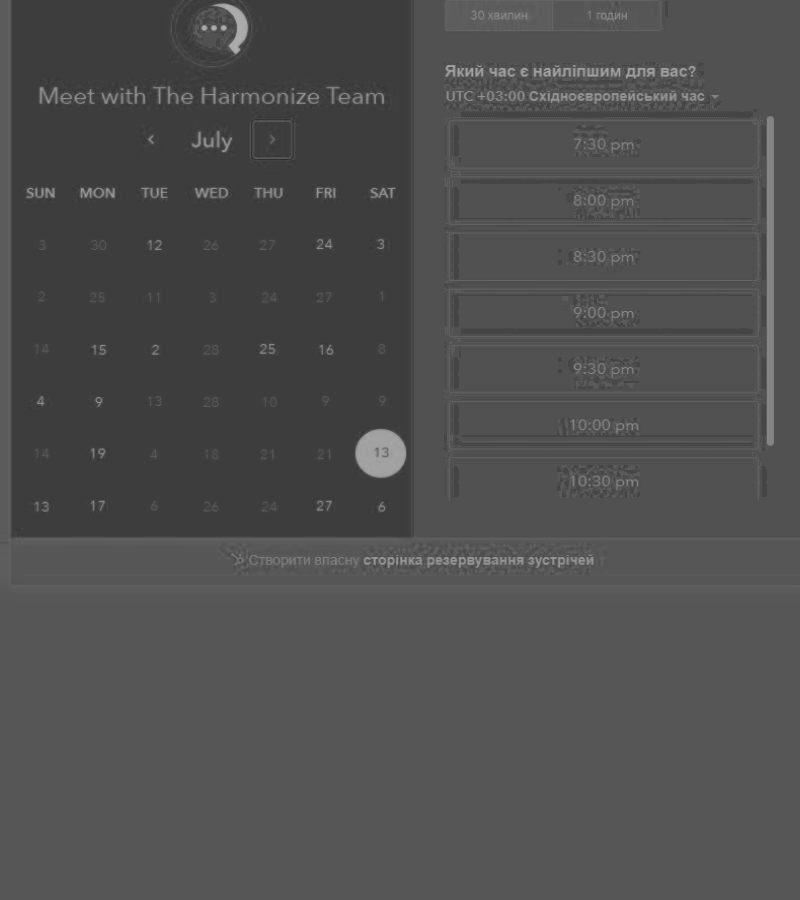 30 хвилин 1 годин
Meet with The Harmonize Team
July
SUN MON TUE WED THU FRI SAT
3 30 12 26 27 24 3
2 25 11 3 24 27 1
14 15 2 28 25 16 8
4 9 13 28 10 9 9
14 19 4 18 21 21 13
13 17 6 26 24 27 6
Який час є найліпшим для вас?
UTC +03:00 Східноєвропейський час
7:30 pm
8:00 pm
8:30 pm
9:00 pm
9:30 pm
10:00 pm
10:30 pm
Створити власну сторінка резервування зустрічей